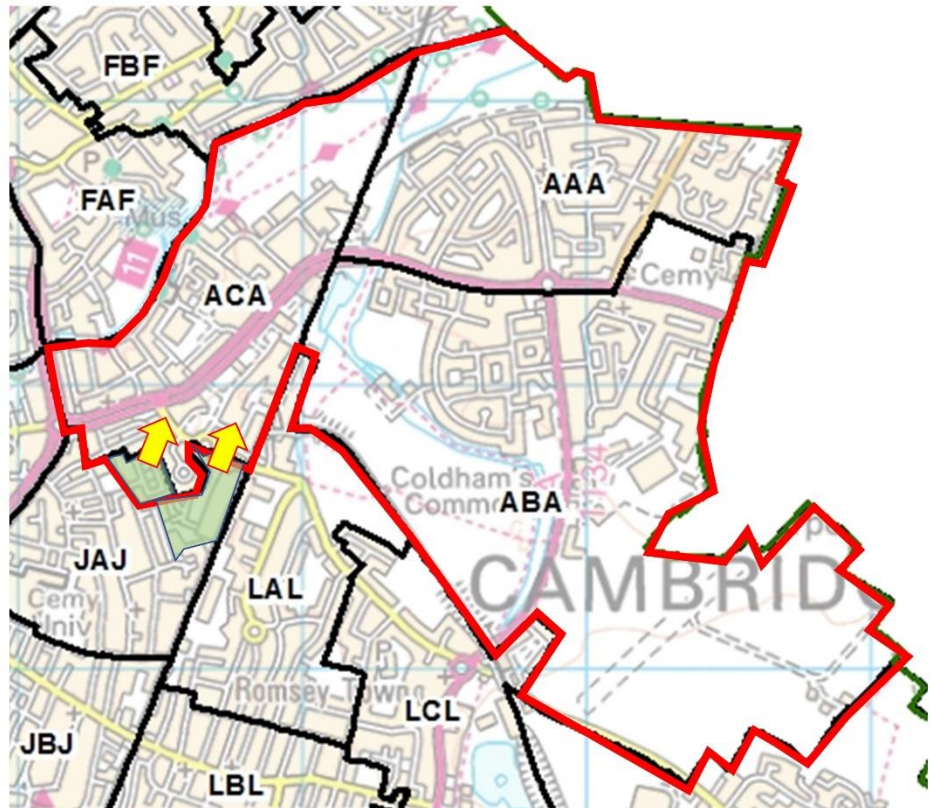 FBF
AAA
P
FAF
Mus
11
Cemy
ACA
Coldham's
Common
ABA
A1134
CAMBRIDG
JAJ
LAL
Cemy
Univ
P
Romsey Town
LCL
JBJ
LBL